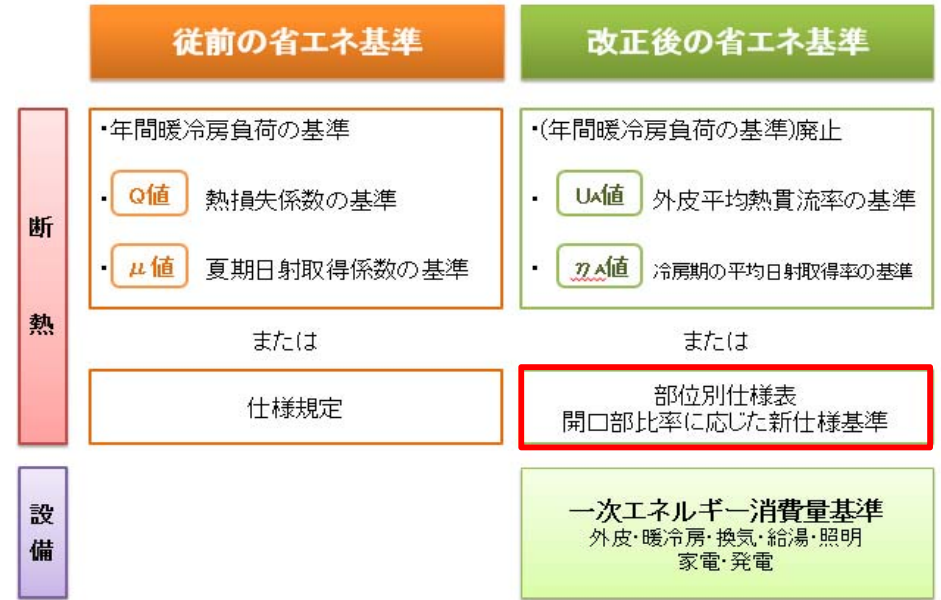 従前の省エネ基準
改正後の省エネ基準
断熱
・年間暖冷房負荷の基準
・ Q値 熱損失係数の基準
・ μ値 夏期日射取得係数の基準
または
仕様規定
・(年間暖冷房負荷の基準)廃止
・ UA値 外皮平均熱貫流率の基準
・ ηA値 冷房期の平均日射取得率の基準
または
部位別仕様表
開口部比率に応じた新仕様基準
設備
一次エネルギー消費量基準
外皮・暖冷房・換気・給湯・照明
家電・発電